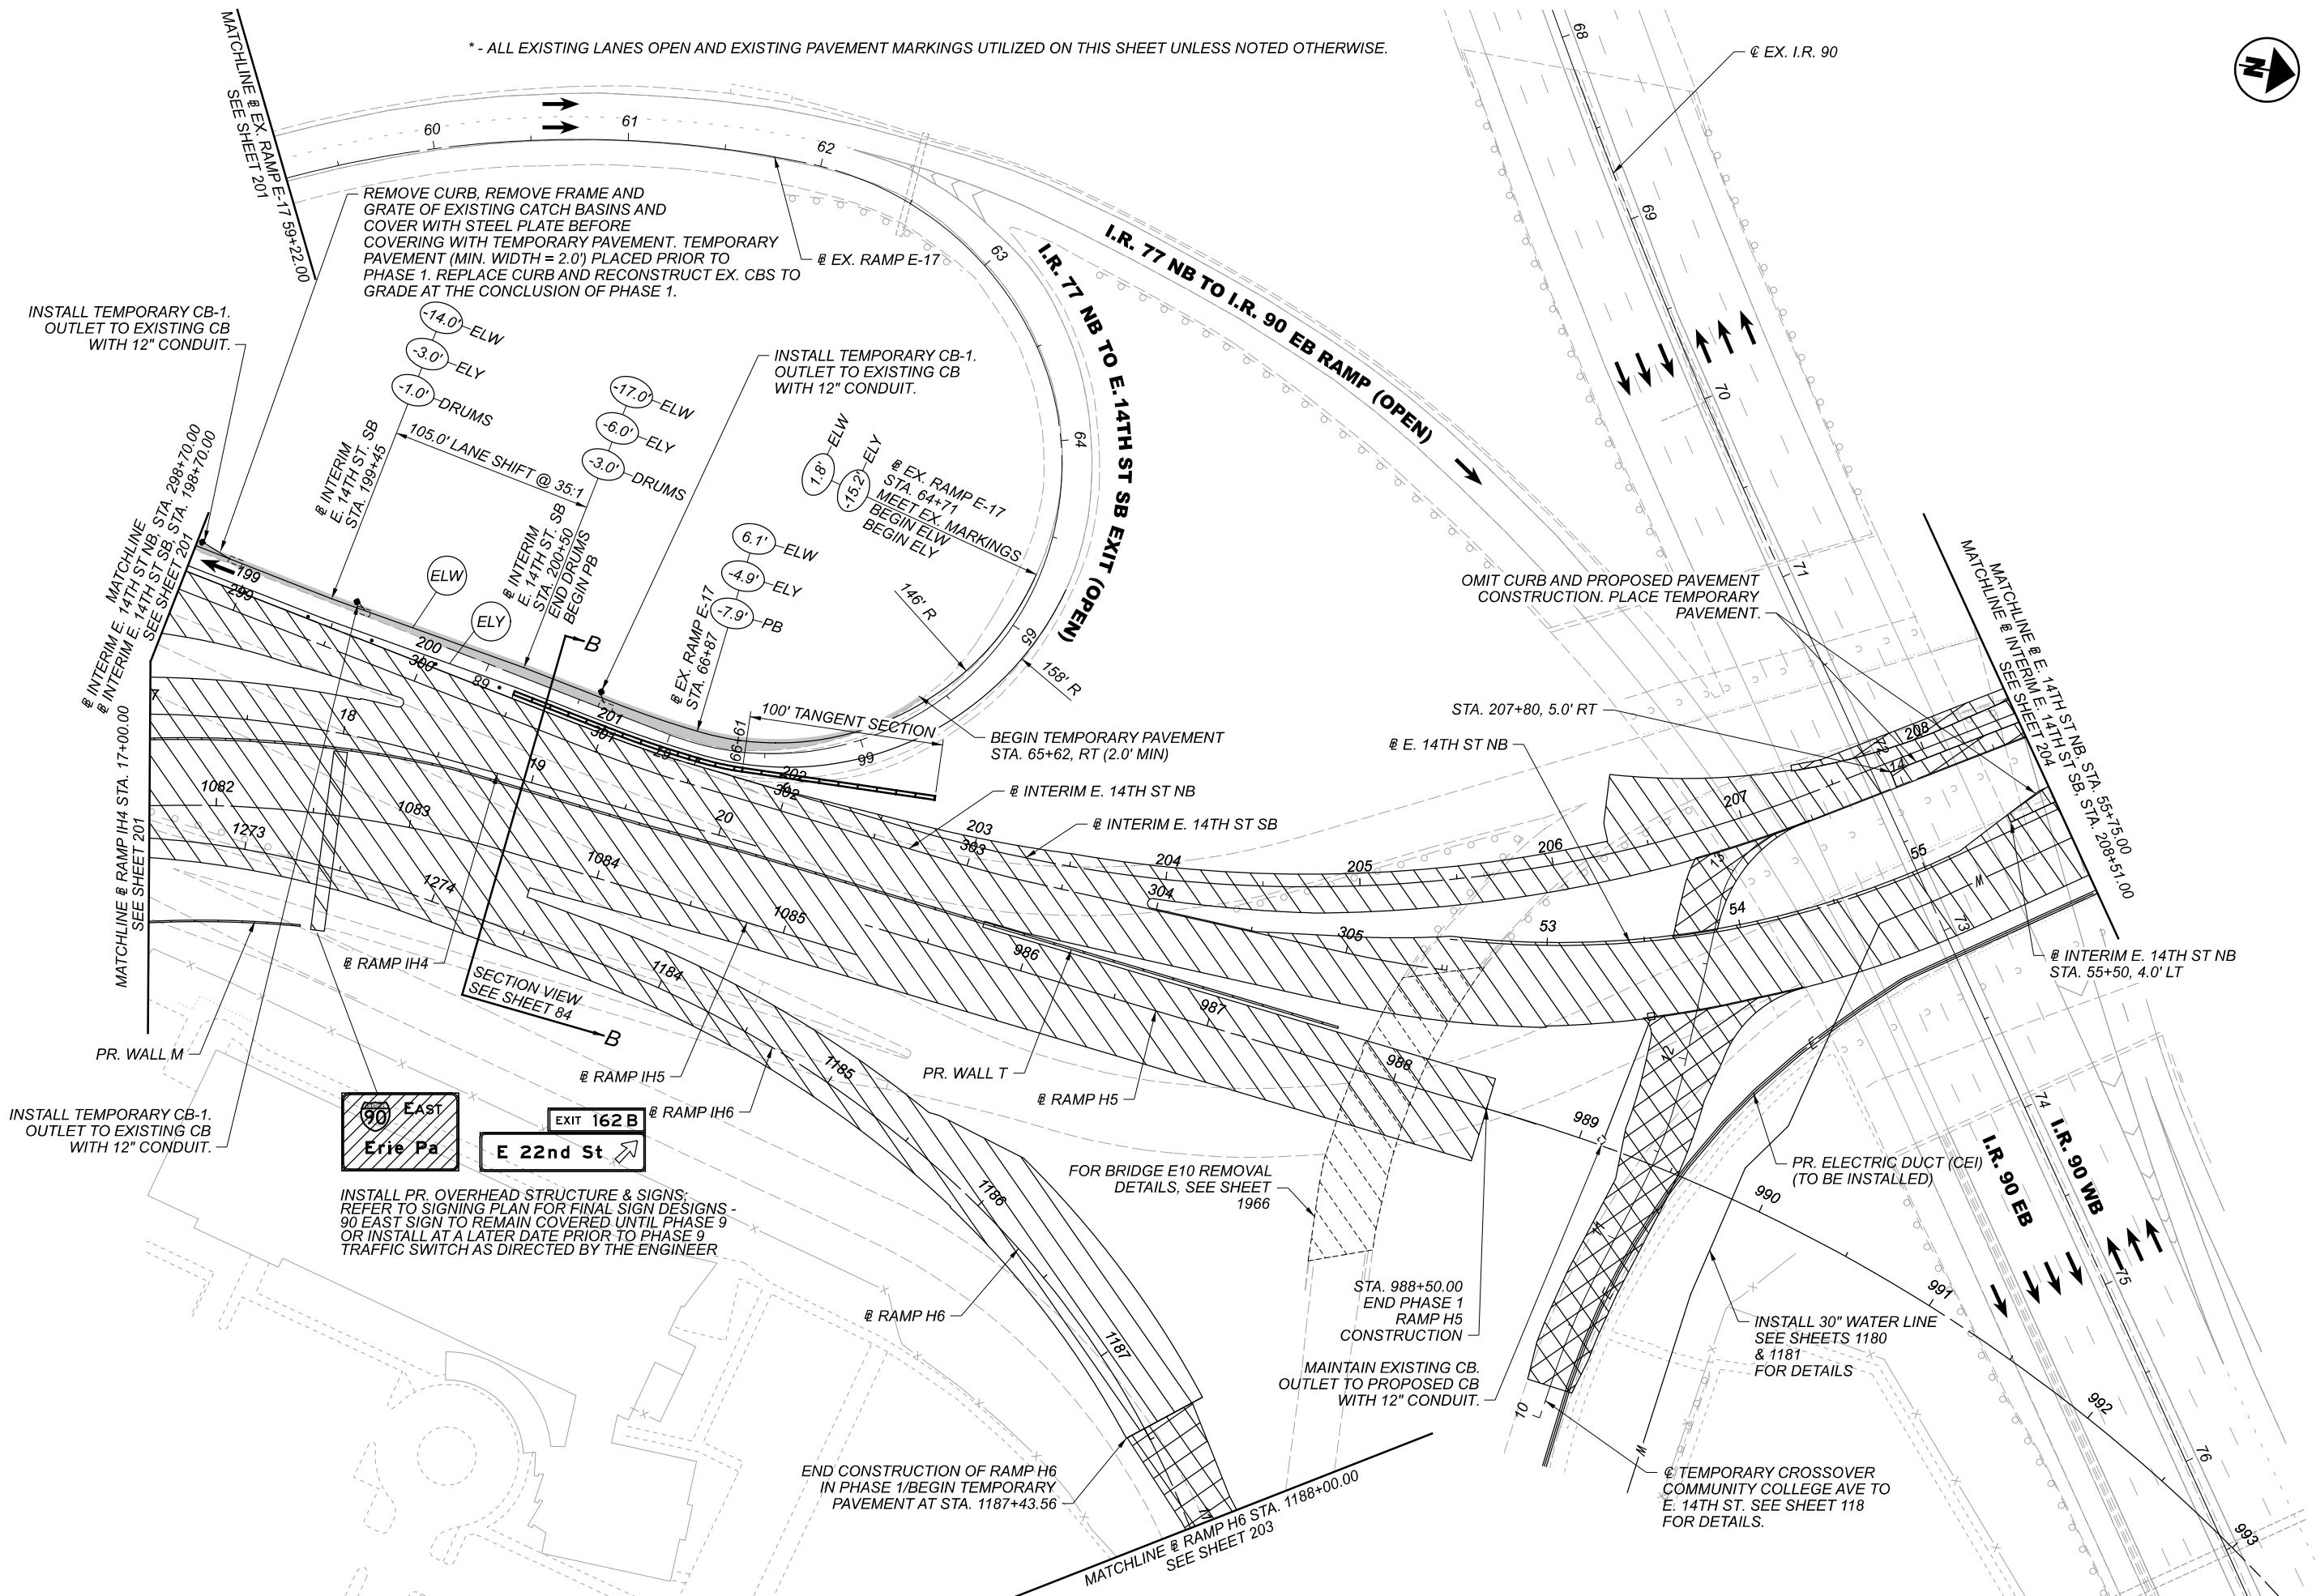 * - ALL EXISTING LANES OPEN AND EXISTING PAVEMENT MARKINGS UTILIZED ON THIS SHEET UNLESS NOTED OTHERWISE.
MATCHLINE ⅊ EX. RAMP E-17 59+22.00
SEE SHEET 201
℄ EX. I.R. 90
N
60
61
62
63
64
65
66
68
69
70
71
72
73
74
75
76
REMOVE CURB, REMOVE FRAME AND
GRATE OF EXISTING CATCH BASINS AND
COVER WITH STEEL PLATE BEFORE
COVERING WITH TEMPORARY PAVEMENT. TEMPORARY
PAVEMENT (MIN. WIDTH = 2.0') PLACED PRIOR TO
PHASE 1. REPLACE CURB AND RECONSTRUCT EX. CBS TO
GRADE AT THE CONCLUSION OF PHASE 1.
⅊ EX. RAMP E-17
I.R. 77 NB TO I.R. 90 EB RAMP (OPEN)
I.R. 77 NB TO E.14TH ST SB EXIT (OPEN)
INSTALL TEMPORARY CB-1.
OUTLET TO EXISTING CB
WITH 12" CONDUIT.
-14.0' ELW
-3.0' ELY
-1.0' DRUMS
⅊ INTERIM
E. 14TH ST. SB
STA. 199+45
105.0' LANE SHIFT @ 35:1
-17.0' ELW
-6.0' ELY
-3.0' DRUMS
⅊ INTERIM
E. 14TH ST. SB
STA. 200+50
END DRUMS
BEGIN PB
INSTALL TEMPORARY CB-1.
OUTLET TO EXISTING CB
WITH 12" CONDUIT.
1.8' ELW
-15.2' ELY
⅊ EX. RAMP E-17
STA. 64+71
MEET EX. MARKINGS
BEGIN ELW
BEGIN ELY
6.1' ELW
-4.9' ELY
-7.9' PB
⅊ EX. RAMP E-17
STA. 66+87
146' R
158' R
66+61
100' TANGENT SECTION
BEGIN TEMPORARY PAVEMENT
STA. 65+62, RT (2.0' MIN)
MATCHLINE
⅊ INTERIM E. 14TH ST NB, STA. 298+70.00
⅊ INTERIM E. 14TH ST SB, STA. 198+70.00
SEE SHEET 201
ELW
ELY
B
199
299
200
300
201
301
202
302
203
303
204
304
205
305
206
207
208
OMIT CURB AND PROPOSED PAVEMENT
CONSTRUCTION. PLACE TEMPORARY
PAVEMENT.
STA. 207+80, 5.0' RT
⅊ E. 14TH ST NB
⅊ INTERIM E. 14TH ST NB
⅊ INTERIM E. 14TH ST SB
MATCHLINE ⅊ E. 14TH ST NB, STA. 55+75.00
MATCHLINE ⅊ INTERIM E. 14TH ST SB, STA. 208+51.00
SEE SHEET 204
53
54
55
⅊ INTERIM E. 14TH ST NB
STA. 55+50, 4.0' LT
MATCHLINE ⅊ RAMP IH4 STA. 17+00.00
SEE SHEET 201
18
19
20
1082
1083
1084
1085
1273
1274
1184
1185
1186
1187
986
987
988
989
990
991
992
993
10
12
13
14
W
W
⅊ RAMP IH4
SECTION VIEW
SEE SHEET 84
B
PR. WALL M
⅊ RAMP IH5
⅊ RAMP IH6
PR. WALL T
⅊ RAMP H5
INSTALL TEMPORARY CB-1.
OUTLET TO EXISTING CB
WITH 12" CONDUIT.
90 EAST
Erie Pa
EXIT 162 B
E 22nd St
INSTALL PR. OVERHEAD STRUCTURE & SIGNS;
REFER TO SIGNING PLAN FOR FINAL SIGN DESIGNS -
90 EAST SIGN TO REMAIN COVERED UNTIL PHASE 9
OR INSTALL AT A LATER DATE PRIOR TO PHASE 9
TRAFFIC SWITCH AS DIRECTED BY THE ENGINEER
FOR BRIDGE E10 REMOVAL
DETAILS, SEE SHEET
1966
PR. ELECTRIC DUCT (CEI)
(TO BE INSTALLED)
I.R. 90 EB
I.R. 90 WB
⅊ RAMP H6
STA. 988+50.00
END PHASE 1
RAMP H5
CONSTRUCTION
MAINTAIN EXISTING CB.
OUTLET TO PROPOSED CB
WITH 12" CONDUIT.
INSTALL 30" WATER LINE
SEE SHEETS 1180
& 1181
FOR DETAILS
END CONSTRUCTION OF RAMP H6
IN PHASE 1/BEGIN TEMPORARY
PAVEMENT AT STA. 1187+43.56
MATCHLINE ⅊ RAMP H6 STA. 1188+00.00
SEE SHEET 203
℄ TEMPORARY CROSSOVER
COMMUNITY COLLEGE AVE TO
E. 14TH ST. SEE SHEET 118
FOR DETAILS.